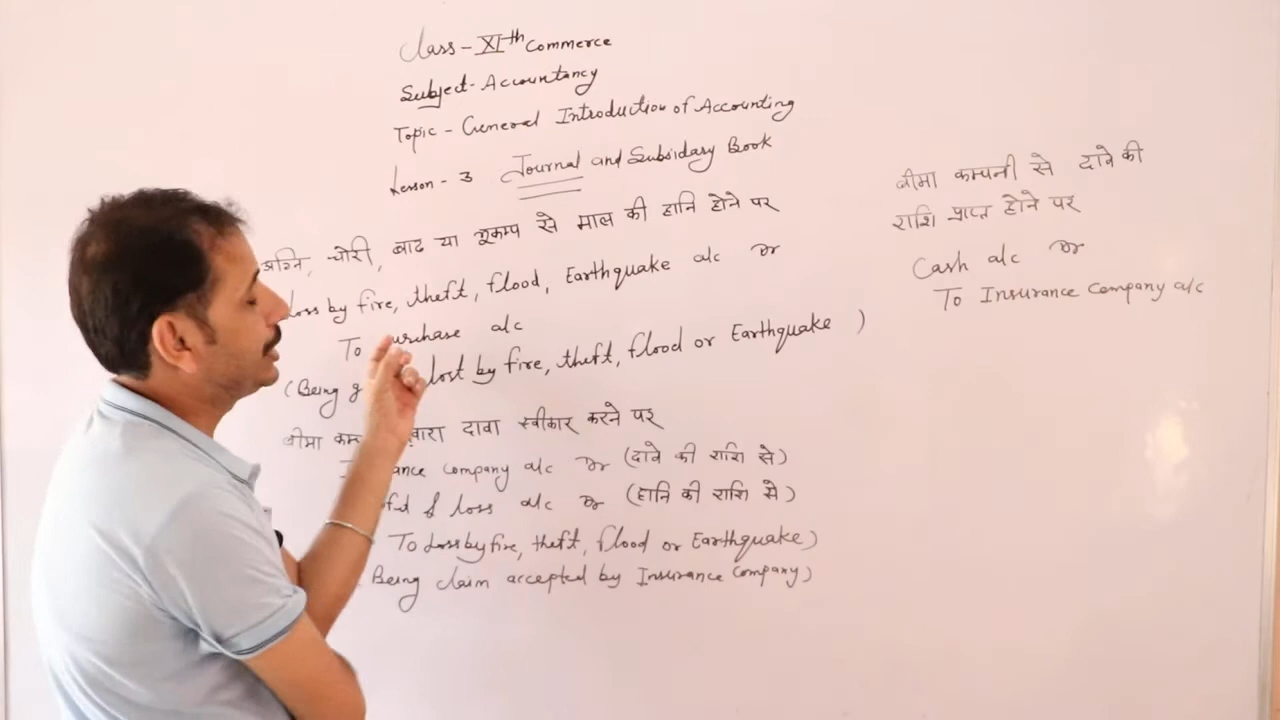 Class - XIth Commerce
Subject - Accountancy
Topic - General Introduction of Accounting
Lesson - 3 Journal and Subsidary Book
अग्नि, चोरी, बाढ या भूकम्प से माल की हानि होने पर
Loss by fire, theft, flood, Earthquake a/c Dr
To Purchase a/c
(Being lost by fire, theft, flood or Earthquake )
बीमा द्वारा दावा स्वीकार करने पर
Company a/c Dr (दावे की राशि से)
& loss a/c Dr (हानि की राशि से)
To Loss by fire, theft, flood or Earthquake)
Being claim accepted by Insurance Company)
बीमा कम्पनी से दावे की
राशि प्राप्त होने पर
Cash a/c Dr
To Insurance Company a/c